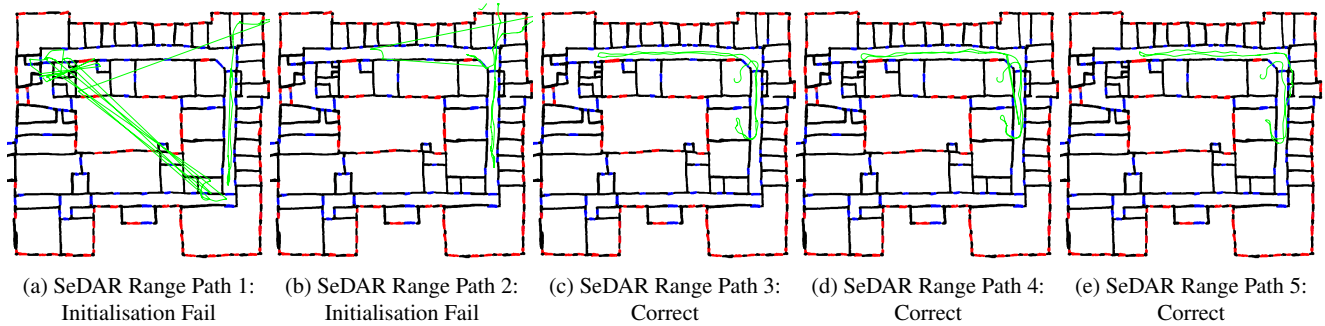 (a) SeDAR Range Path 1:
Initialisation Fail
(b) SeDAR Range Path 2:
Initialisation Fail
(c) SeDAR Range Path 3:
Correct
(d) SeDAR Range Path 4:
Correct
(e) SeDAR Range Path 5:
Correct